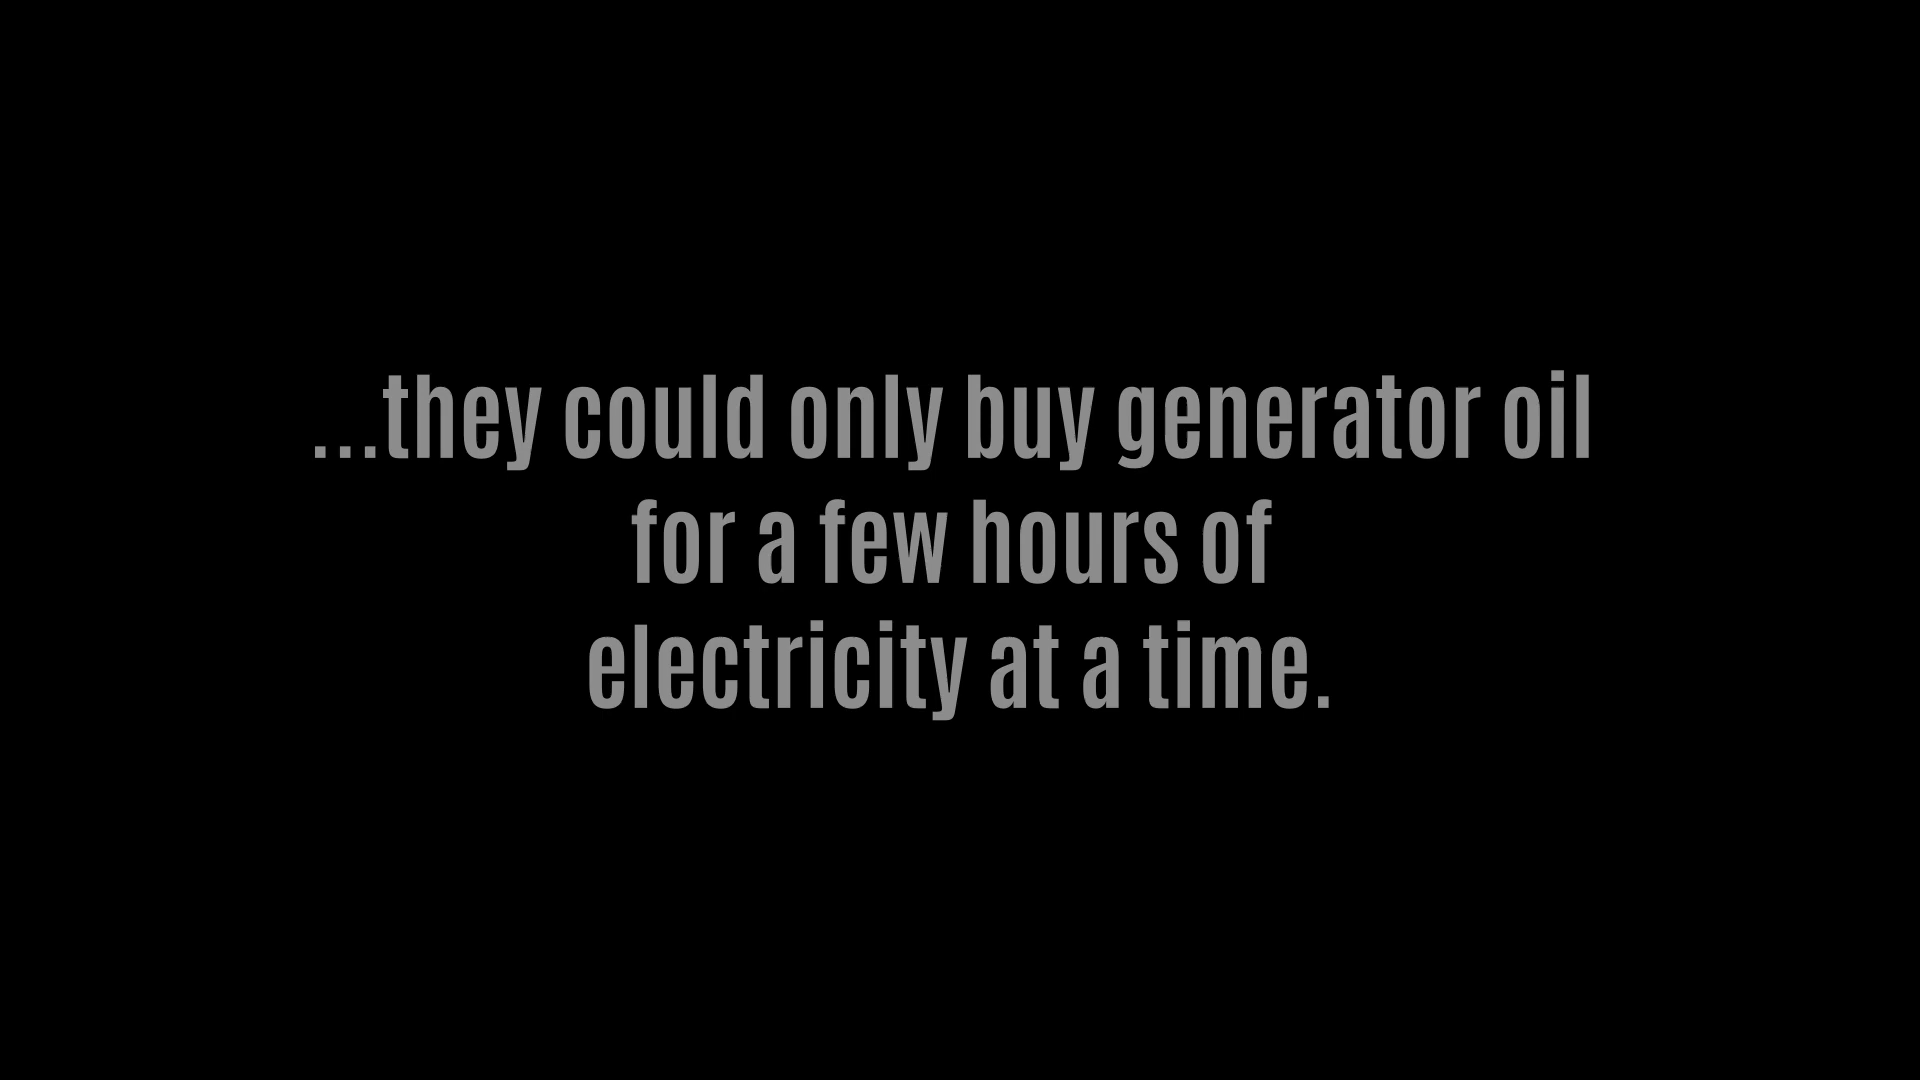 ...they could only buy generator oil
for a few hours of
electricity at a time.